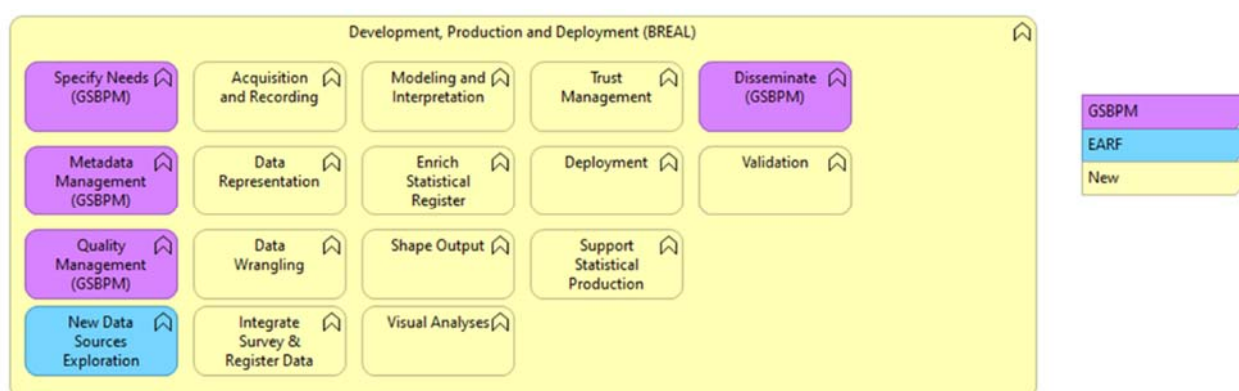 Development, Production and Deployment (BREAL)
Specify Needs
(GSBPM)
Acquisition
and Recording
Modeling and
Interpretation
Trust
Management
Disseminate
(GSBPM)
Metadata
Management
(GSBPM)
Data
Representation
Enrich
Statistical
Register
Deployment
Validation
Quality
Management
(GSBPM)
Data
Wrangling
Shape Output
Support
Statistical
Production
New Data
Sources
Exploration
Integrate
Survey &
Register Data
Visual Analyses
GSBPM
EARF
New